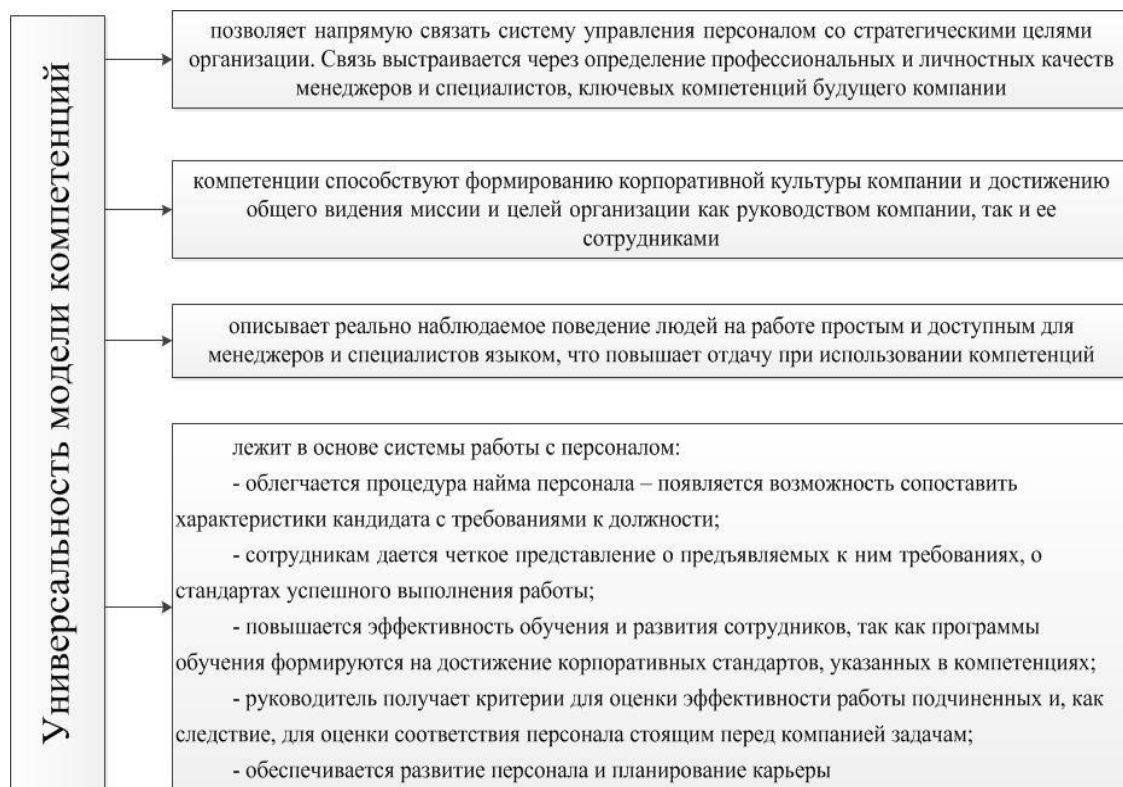 Универсальность модели компетенций
позволяет напрямую связать систему управления персоналом со стратегическими целями
организации. Связь выстраивается через определение профессиональных и личностных качеств
менеджеров и специалистов, ключевых компетенций будущего компании
компетенции способствуют формированию корпоративной культуры компании и достижению
общего видения миссии и целей организации как руководством компании, так и ее
сотрудниками
описывает реально наблюдаемое поведение людей на работе простым и доступным для
менеджеров и специалистов языком, что повышает отдачу при использовании компетенций
лежит в основе системы работы с персоналом:
- облегчается процедура найма персонала – появляется возможность сопоставить
характеристики кандидата с требованиями к должности;
- сотрудникам дается четкое представление о предъявляемых к ним требованиях, о
стандартах успешного выполнения работы;
- повышается эффективность обучения и развития сотрудников, так как программы
обучения формируются на достижение корпоративных стандартов, указанных в компетенциях;
- руководитель получает критерии для оценки эффективности работы подчиненных и, как
следствие, для оценки соответствия персонала стоящим перед компанией задачам;
- обеспечивается развитие персонала и планирование карьеры